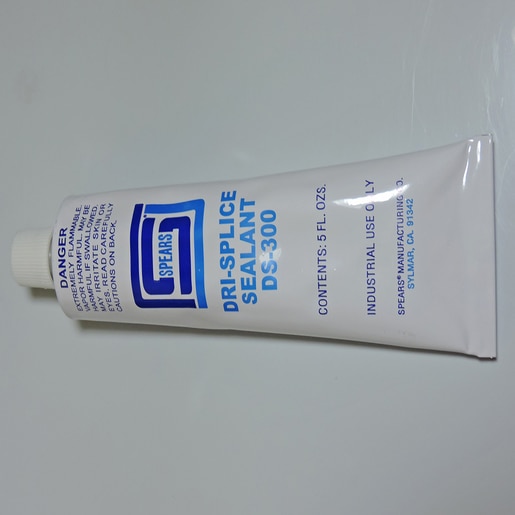 DANGER
EXTREMELY FLAMMABLE.
VAPOR HARMFUL. MAY BE
HARMFUL IF SWALLOWED.
MAY IRRITATE SKIN OR
EYES. READ CAREFULLY
CAUTIONS ON BACK.
SPEARS®
DRI-SPLICE
SEALANT
DS-300
CONTENTS: 5 FL. OZS.
INDUSTRIAL USE ONLY
SPEARS® MANUFACTURING CO.
SYLMAR, CA. 91342